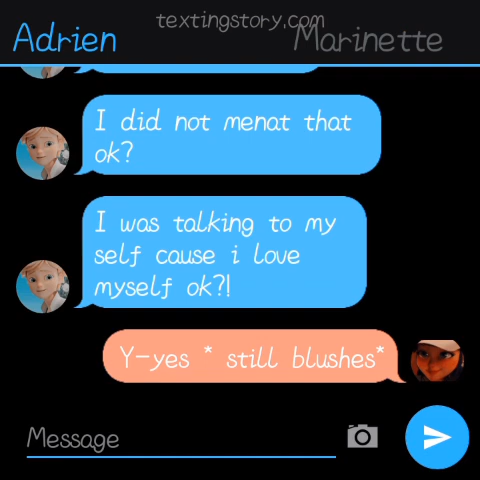 textingstory.com
Adrien
Marinette
I did not menat that
ok?
I was talking to my
self cause i love
myself ok?!
Y-yes * still blushes*
Message